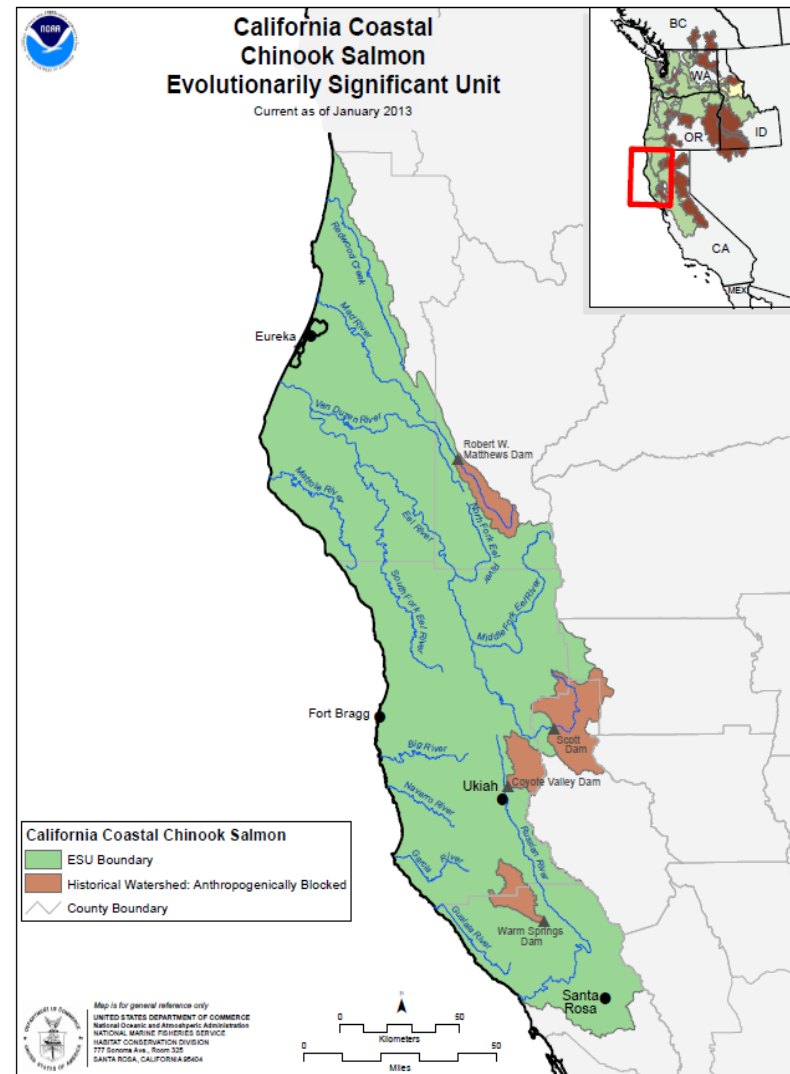 NOAA
California Coastal
Chinook Salmon
Evolutionarily Significant Unit
Current as of January 2013
BC
WA
OR
ID
CA
MEX
Redwood Creek
Mad River
Eureka
Van Duzen River
Robert W.
Matthews Dam
Mattole River
Eel River
North Fork Eel River
South Fork Eel River
Middle Fork Eel River
Fort Bragg
Scott
Dam
Big River
Coyote Valley Dam
Ukiah
Navarro River
Russian River
Garcia River
Warm Springs
Dam
Gualala River
Santa
Rosa
California Coastal Chinook Salmon
ESU Boundary
Historical Watershed: Anthropogenically Blocked
County Boundary
Map is for general reference only
UNITED STATES DEPARTMENT OF COMMERCE
National Oceanic and Atmospheric Administration
NATIONAL MARINE FISHERIES SERVICE
HABITAT CONSERVATION DIVISION
777 Sonoma Ave., Room 325
SANTA ROSA, CALIFORNIA 95404
0 50
Kilometers
0 50
Miles